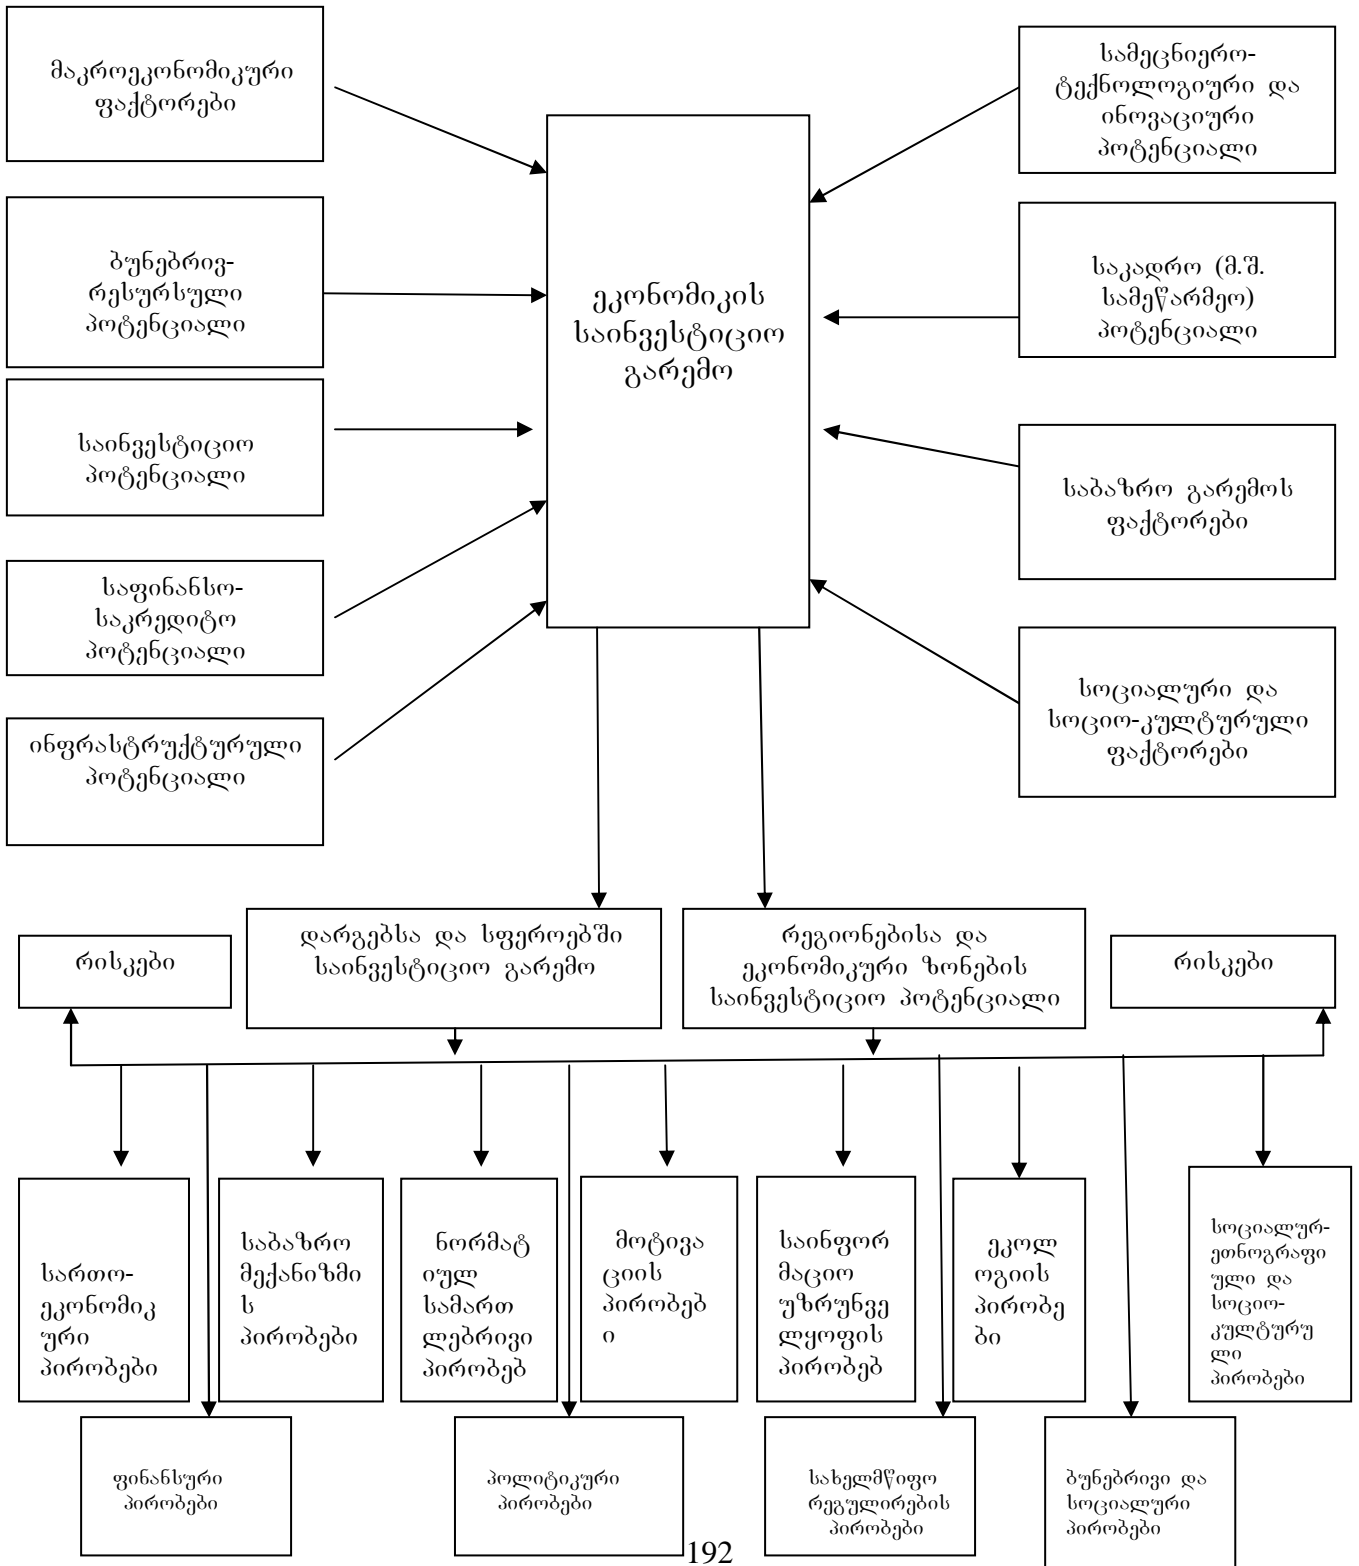 მაკროეკონომიკური
ფაქტორები
ბუნებრივ-
რესურსული
პოტენციალი
საინვესტიციო
პოტენციალი
საფინანსო-
საკრედიტო
პოტენციალი
ინფრასტრუქტურული
პოტენციალი
ეკონომიკის
საინვესტიციო
გარემო
სამეცნიერო-
ტექნოლოგიური და
ინოვაციური
პოტენციალი
საკადრო (მ.შ.
სამეწარმეო)
პოტენციალი
საბაზრო გარემოს
ფაქტორები
სოციალური და
სოციო-კულტურული
ფაქტორები
რისკები
დარგებსა და სფეროებში
საინვესტიციო გარემო
რეგიონებისა და
ეკონომიკური ზონების
საინვესტიციო პოტენციალი
რისკები
სართო-
ეკონომიკ
ური
პირობები
საბაზრო
მექანიზმი
ს
პირობები
ნორმატ
იულ
სამართ
ლებრივი
პირობებ
მოტივა
ციის
პირობებ
ი
საინფორ
მაციო
უზრუნვე
ლყოფის
პირობებ
ეკოლ
ოგიის
პირობე
ბი
სოციალურ-
ეთნოგრაფი
ული და
სოციო-
კულტურუ
ლი
პირობები
ფინანსური
პირობები
პოლიტიკური
პირობები
სახელმწიფო
რეგულირების
პირობები
ბუნებრივი და
სოციალური
პირობები
192